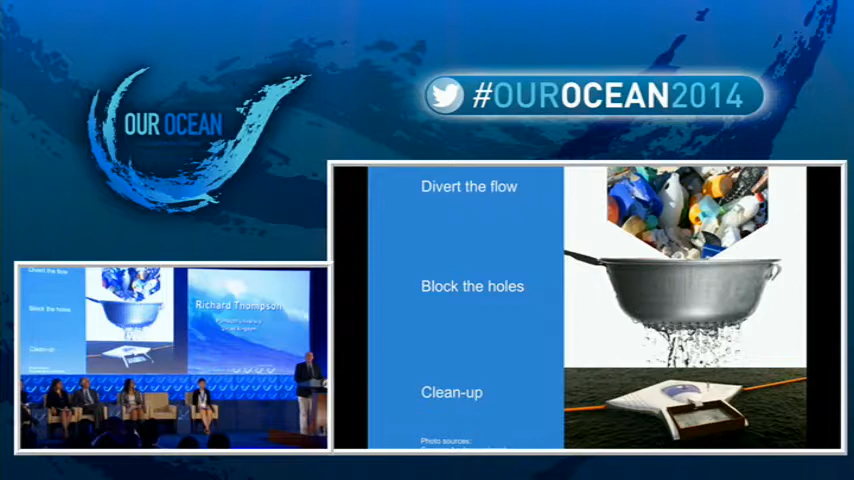 OUR OCEAN
#OUROCEAN2014
Divert the flow
Block the holes
Clean-up
Photo sources:
Divert the flow
Block the holes
Clean-up
Richard Thompson